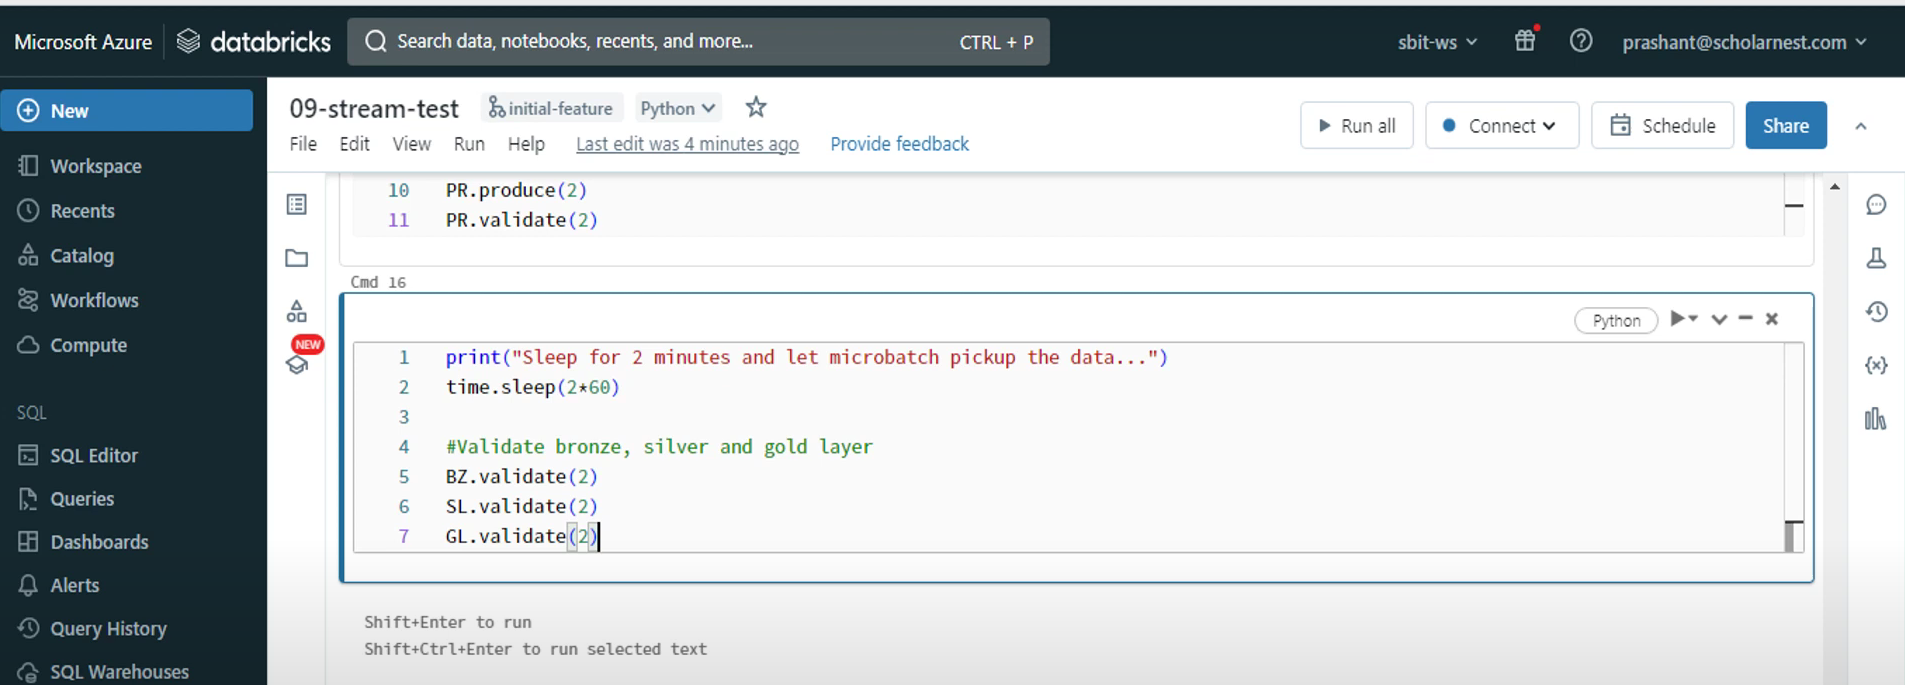 Microsoft Azure databricks Search data, notebooks, recents, and more... CTRL + P sbit-ws prashant@scholarnest.com
New
Workspace
Recents
Catalog
Workflows
Compute
SQL
SQL Editor
Queries
Dashboards
Alerts
Query History
SQL Warehouses
09-stream-test initial-feature Python
File Edit View Run Help Last edit was 4 minutes ago Provide feedback
Run all Connect Schedule Share
NEW
10 PR.produce(2)
11 PR.validate(2)
Cmd 16
Python
1 print("Sleep for 2 minutes and let microbatch pickup the data...")
2 time.sleep(2*60)
3
4 #Validate bronze, silver and gold layer
5 BZ.validate(2)
6 SL.validate(2)
7 GL.validate(2)
Shift+Enter to run
Shift+Ctrl+Enter to run selected text